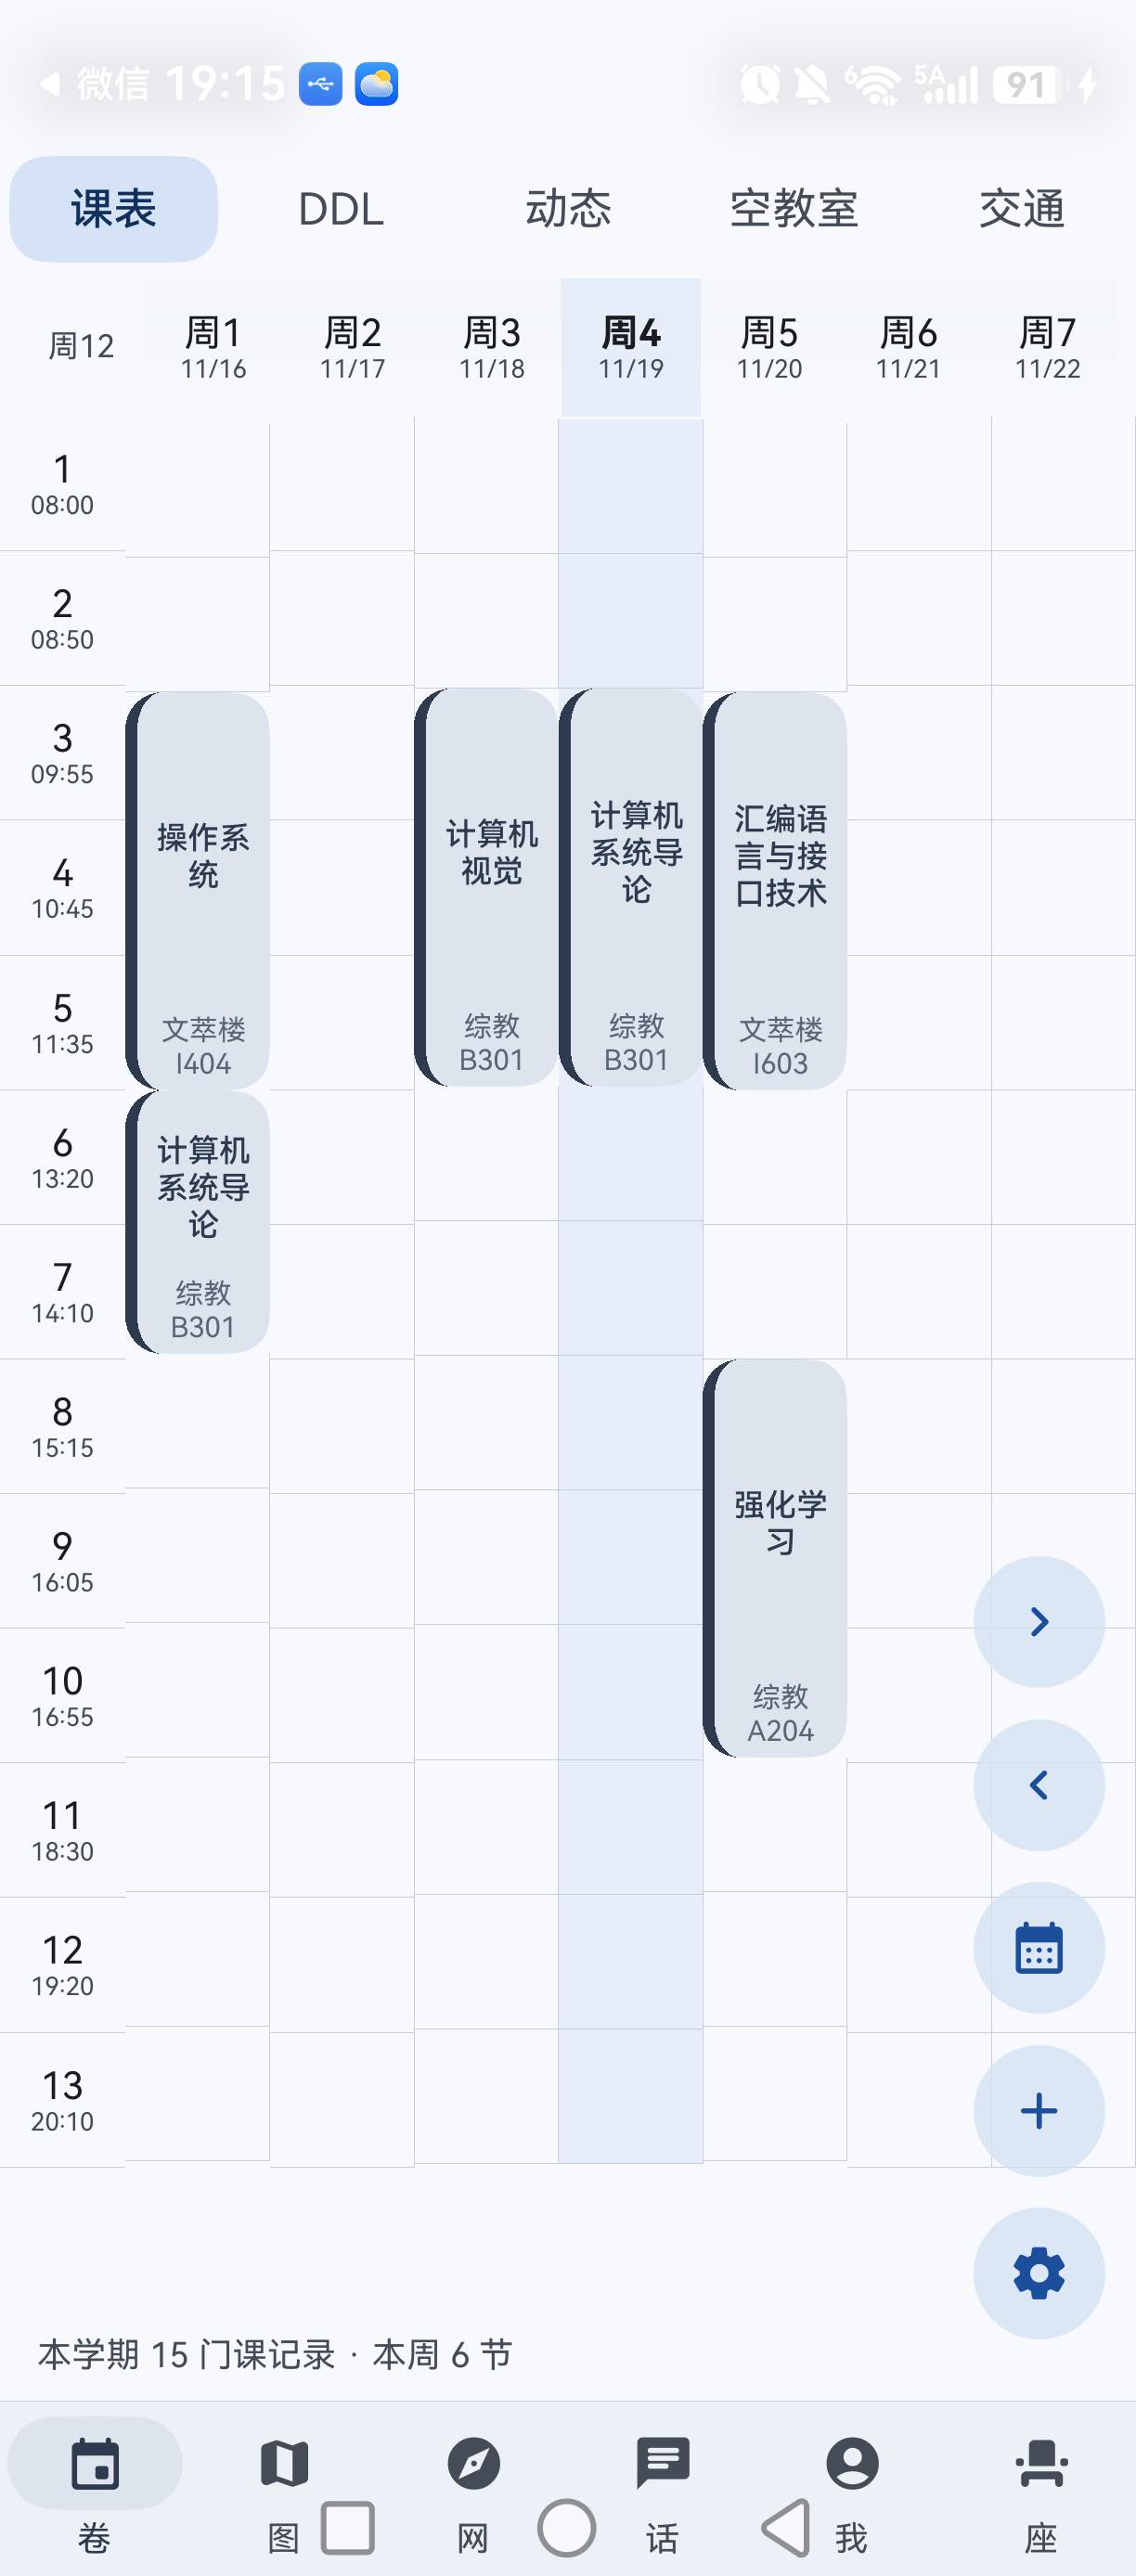 微信 19:15 6 5A 91
课表 DDL 动态 空教室 交通
周12 周1 周2 周3 周4 周5 周6 周7
11/16 11/17 11/18 11/19 11/20 11/21 11/22
1
08:00
2
08:50
3
09:55
4
10:45
5
11:35
6
13:20
7
14:10
8
15:15
9
16:05
10
16:55
11
18:30
12
19:20
13
20:10
操作系
统
文萃楼
I404
计算机
系统导
论
综教
B301
计算机
视觉
综教
B301
计算机
系统导
论
综教
B301
汇编语
言与接
口技术
文萃楼
I603
强化学
习
综教
A204
本学期 15 门课记录 · 本周 6 节
卷 图 网 话 我 座